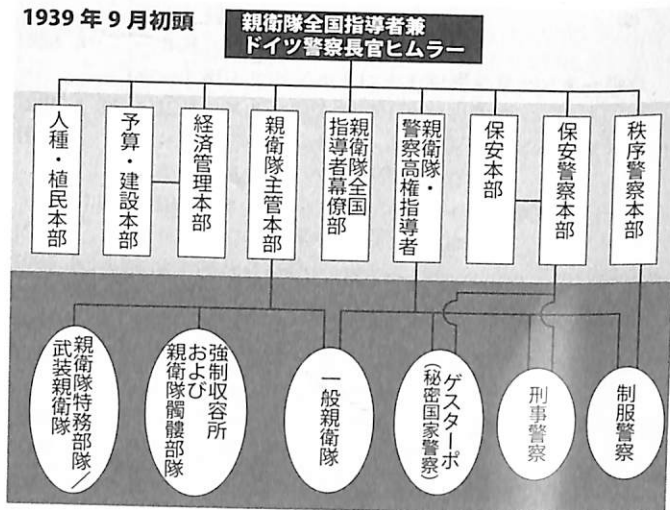 1939年9月初頭
親衛隊全国指導者兼
ドイツ警察長官ヒムラー
人種・植民本部
予算・建設本部
経済管理本部
親衛隊主管本部
親衛隊全国
指導者幕僚部
親衛隊・
警察高権指導者
保安本部
保安警察本部
秩序警察本部
親衛隊特務部隊/
武装親衛隊
強制収容所
および
親衛隊髑髏部隊
一般親衛隊
ゲスターポ
(秘密国家警察)
刑事警察
制服警察